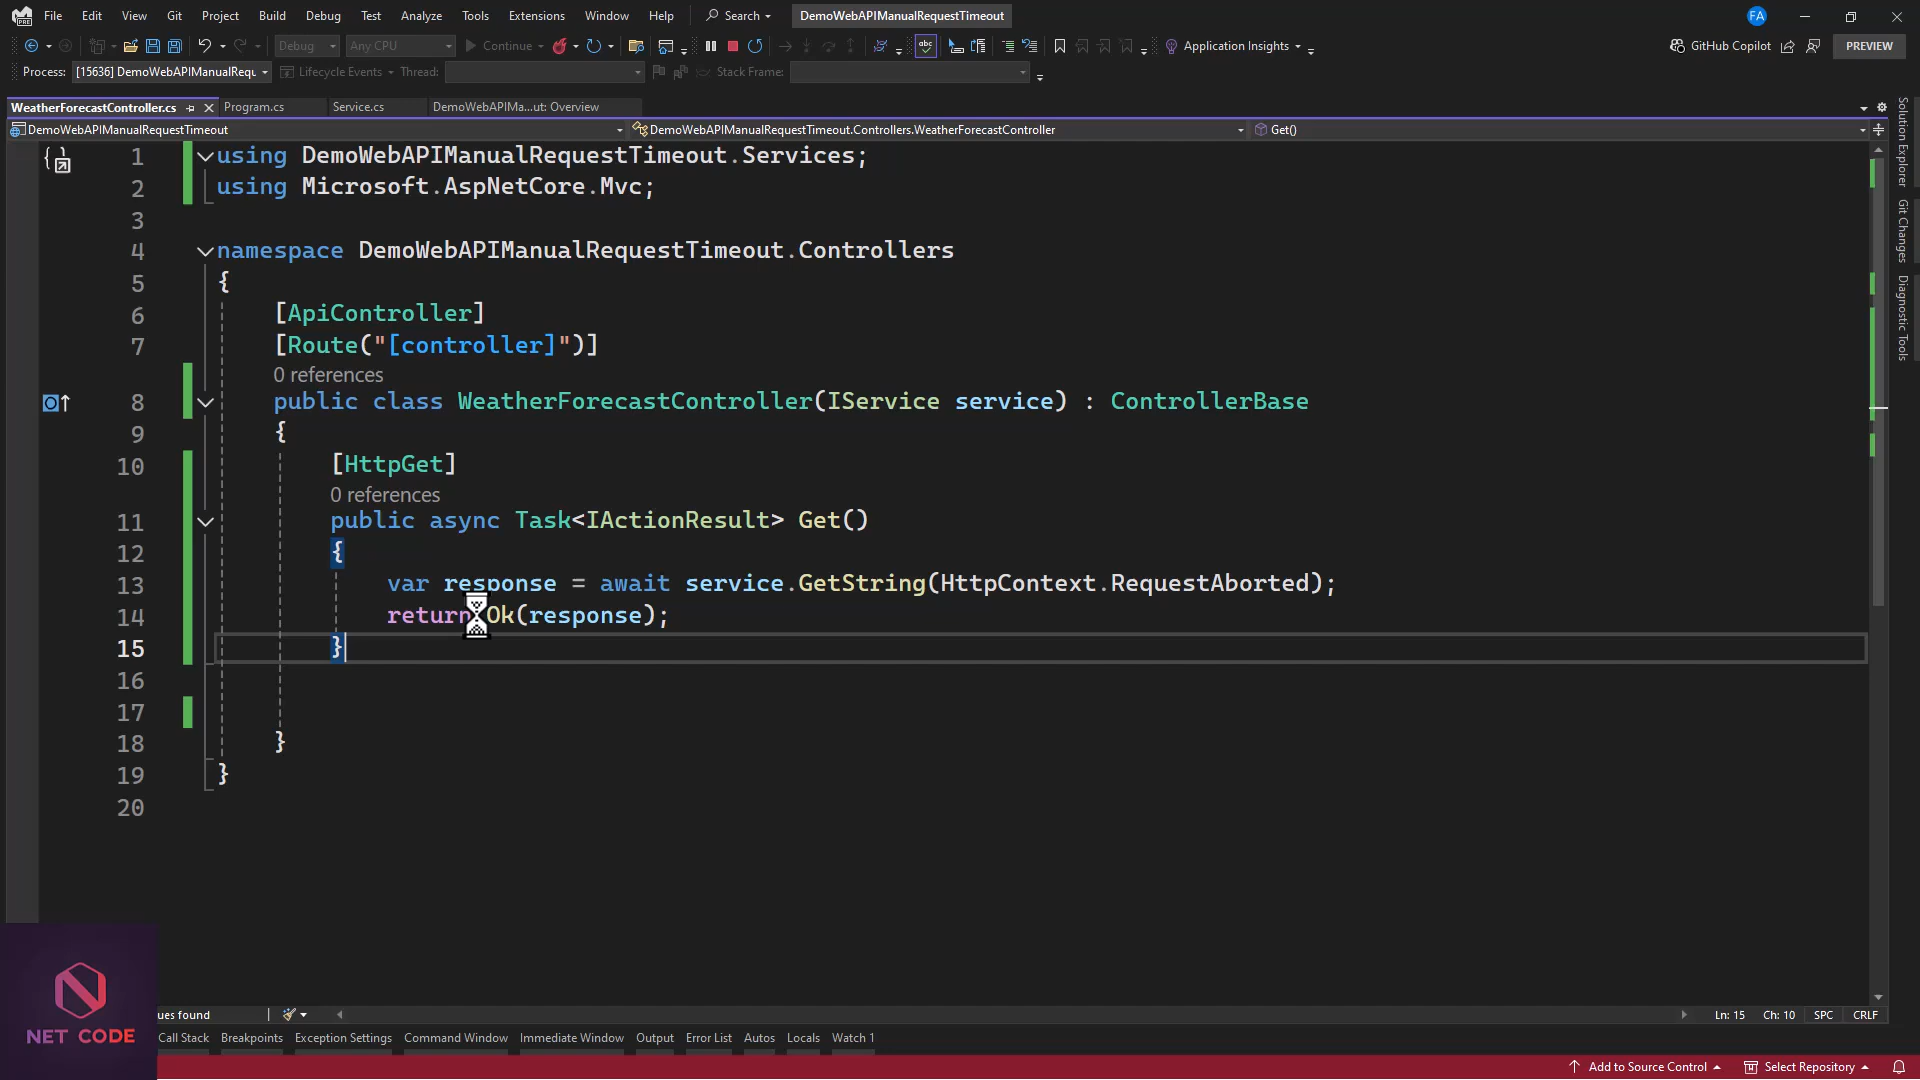 File Edit View Git Project Build Debug Test Analyze Tools Extensions Window Help Search DemoWebAPIManualRequestTimeout FA
Debug Any CPU Continue abc Application Insights GitHub Copilot PREVIEW
Process: [15636] DemoWebAPIManualRequ Lifecycle Events Thread: Stack Frame:
WeatherForecastController.cs Program.cs Service.cs DemoWebAPIMa...ut: Overview
DemoWebAPIManualRequestTimeout DemoWebAPIManualRequestTimeout.Controllers.WeatherForecastController Get()
1 using DemoWebAPIManualRequestTimeout.Services;
2 using Microsoft.AspNetCore.Mvc;
3
4 namespace DemoWebAPIManualRequestTimeout.Controllers
5 {
6 [ApiController]
7 [Route("[controller]")]
0 references
8 public class WeatherForecastController(IService service) : ControllerBase
9 {
10 [HttpGet]
0 references
11 public async Task<IActionResult> Get()
12 {
13 var response = await service.GetString(HttpContext.RequestAborted);
14 return Ok(response);
15 }
16
17
18 }
19 }
20
Solution Explorer
Git Changes
Diagnostic Tools
NET CODE
ues found Ln: 15 Ch: 10 SPC CRLF
Call Stack Breakpoints Exception Settings Command Window Immediate Window Output Error List Autos Locals Watch 1
Add to Source Control Select Repository